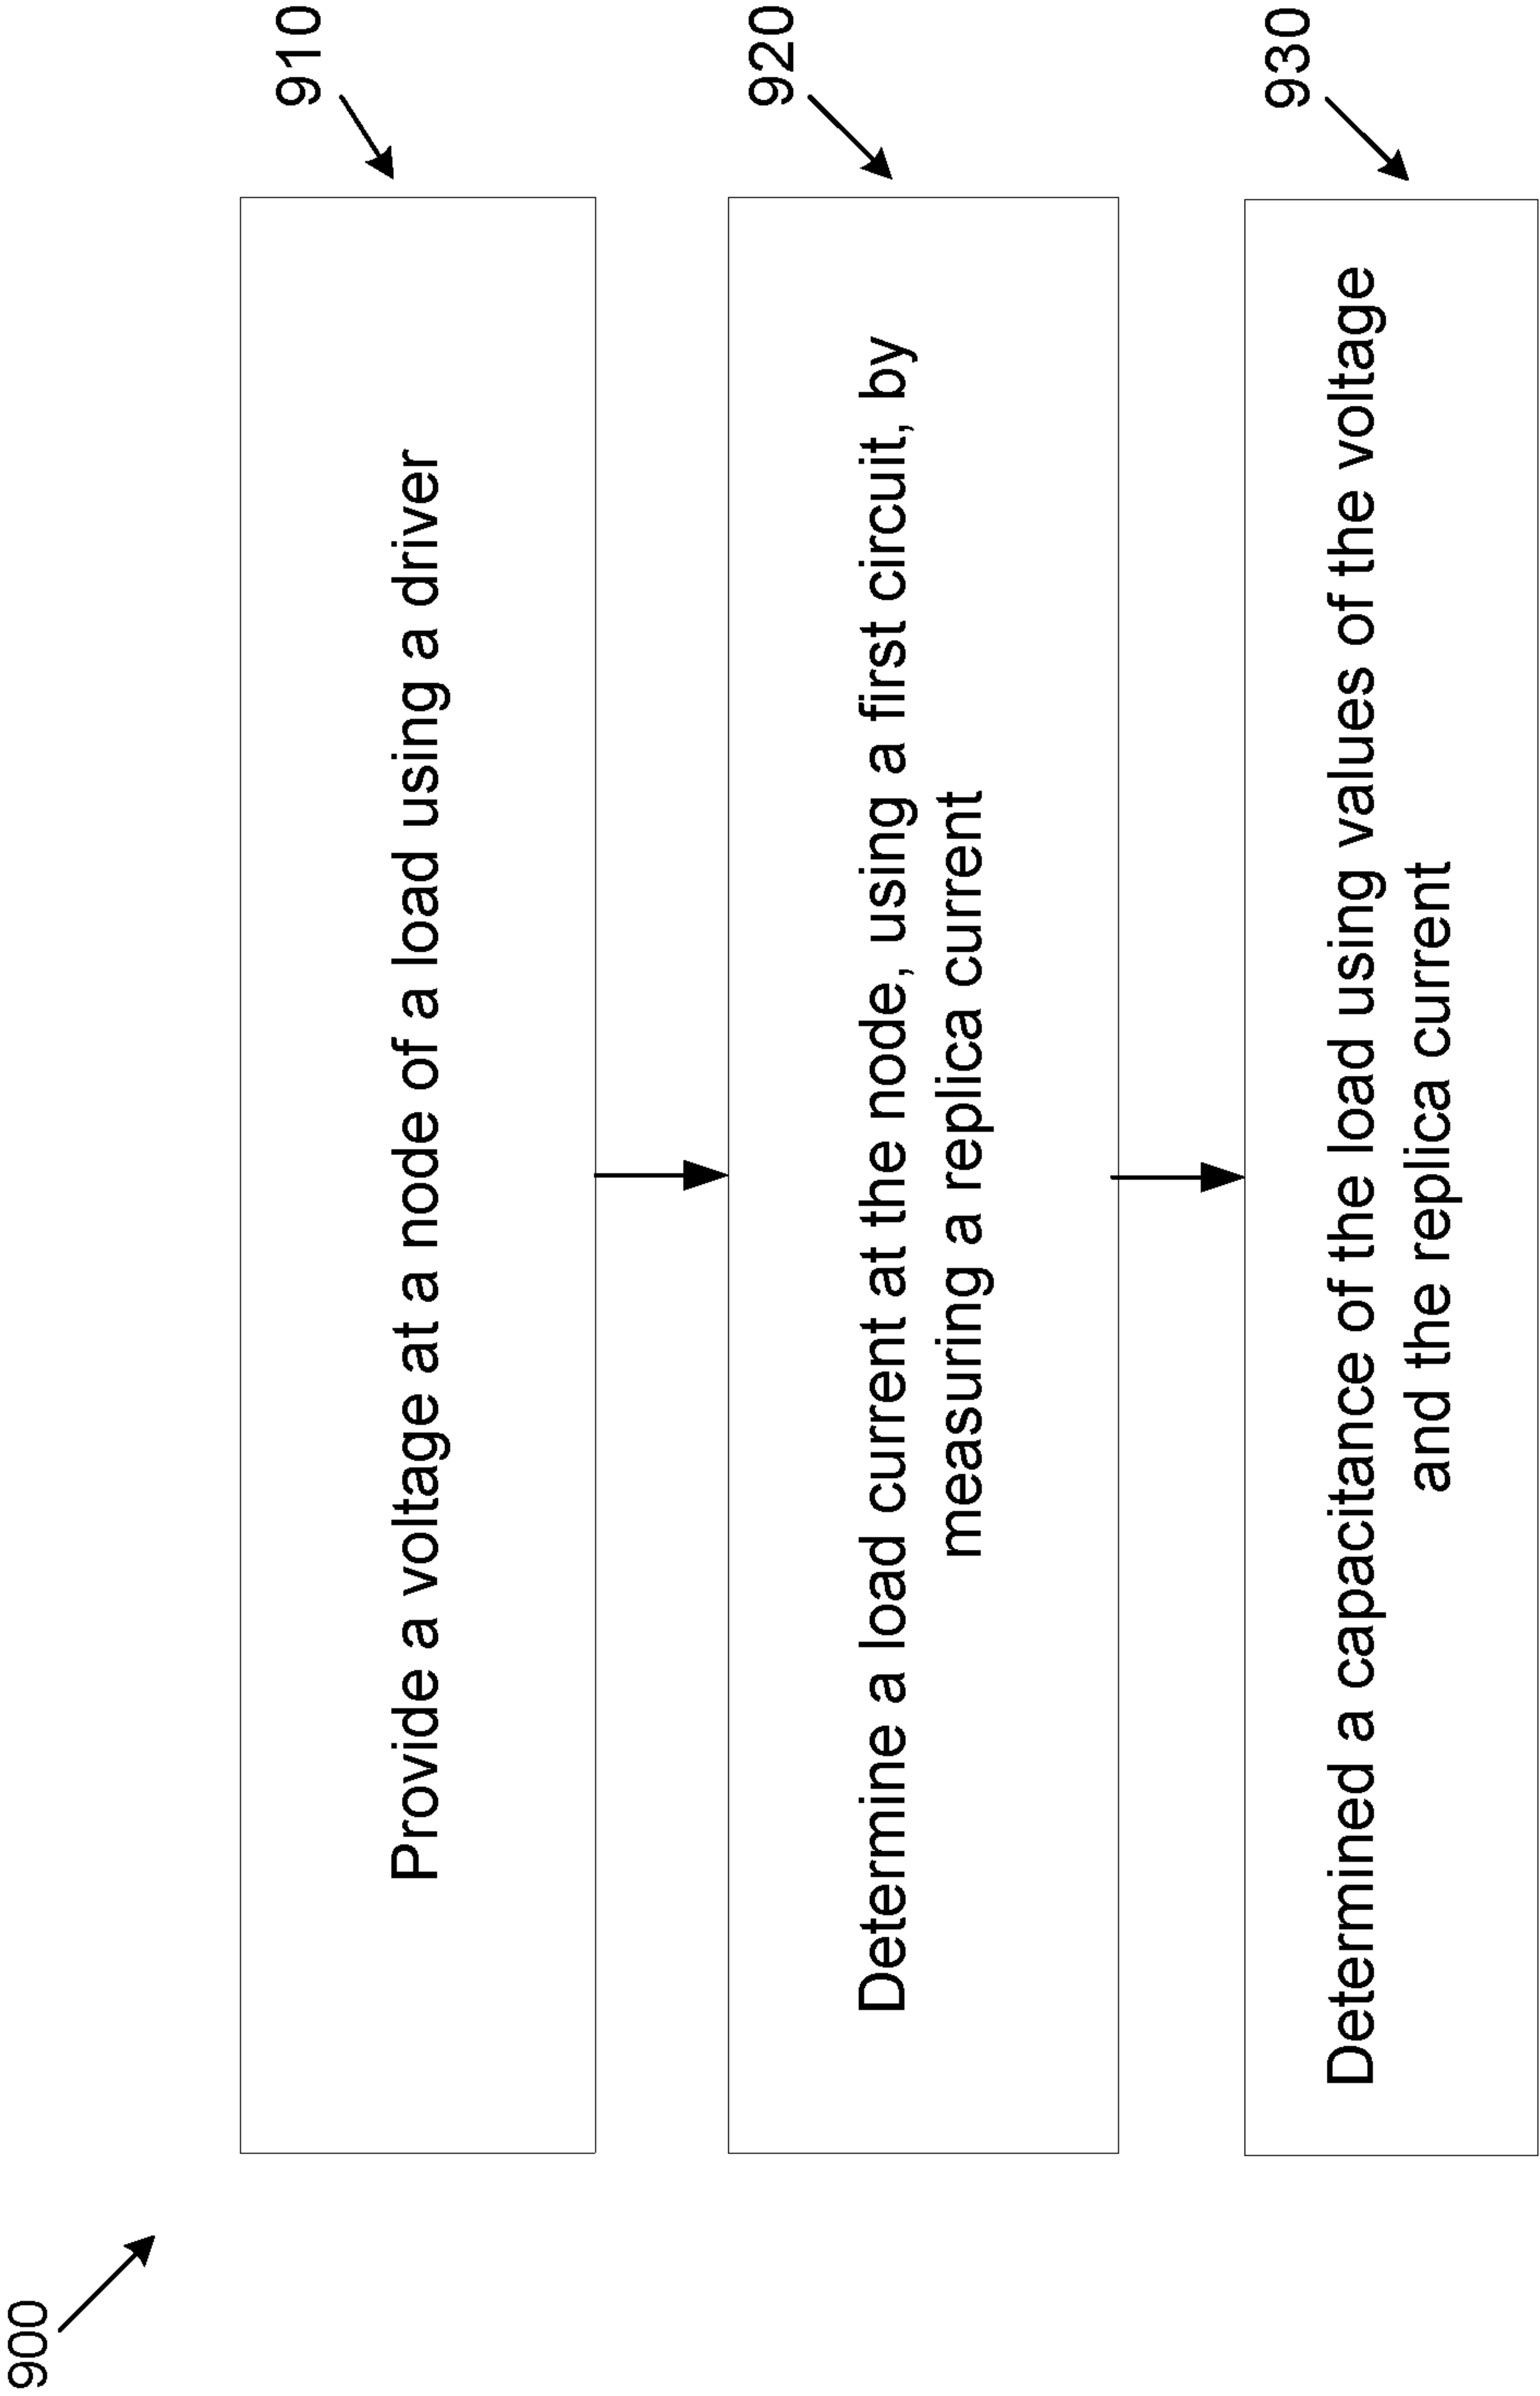 900
910
Provide a voltage at a node of a load using a driver
920
Determine a load current at the node, using a first circuit, by
measuring a replica current
930
Determined a capacitance of the load using values of the voltage
and the replica current